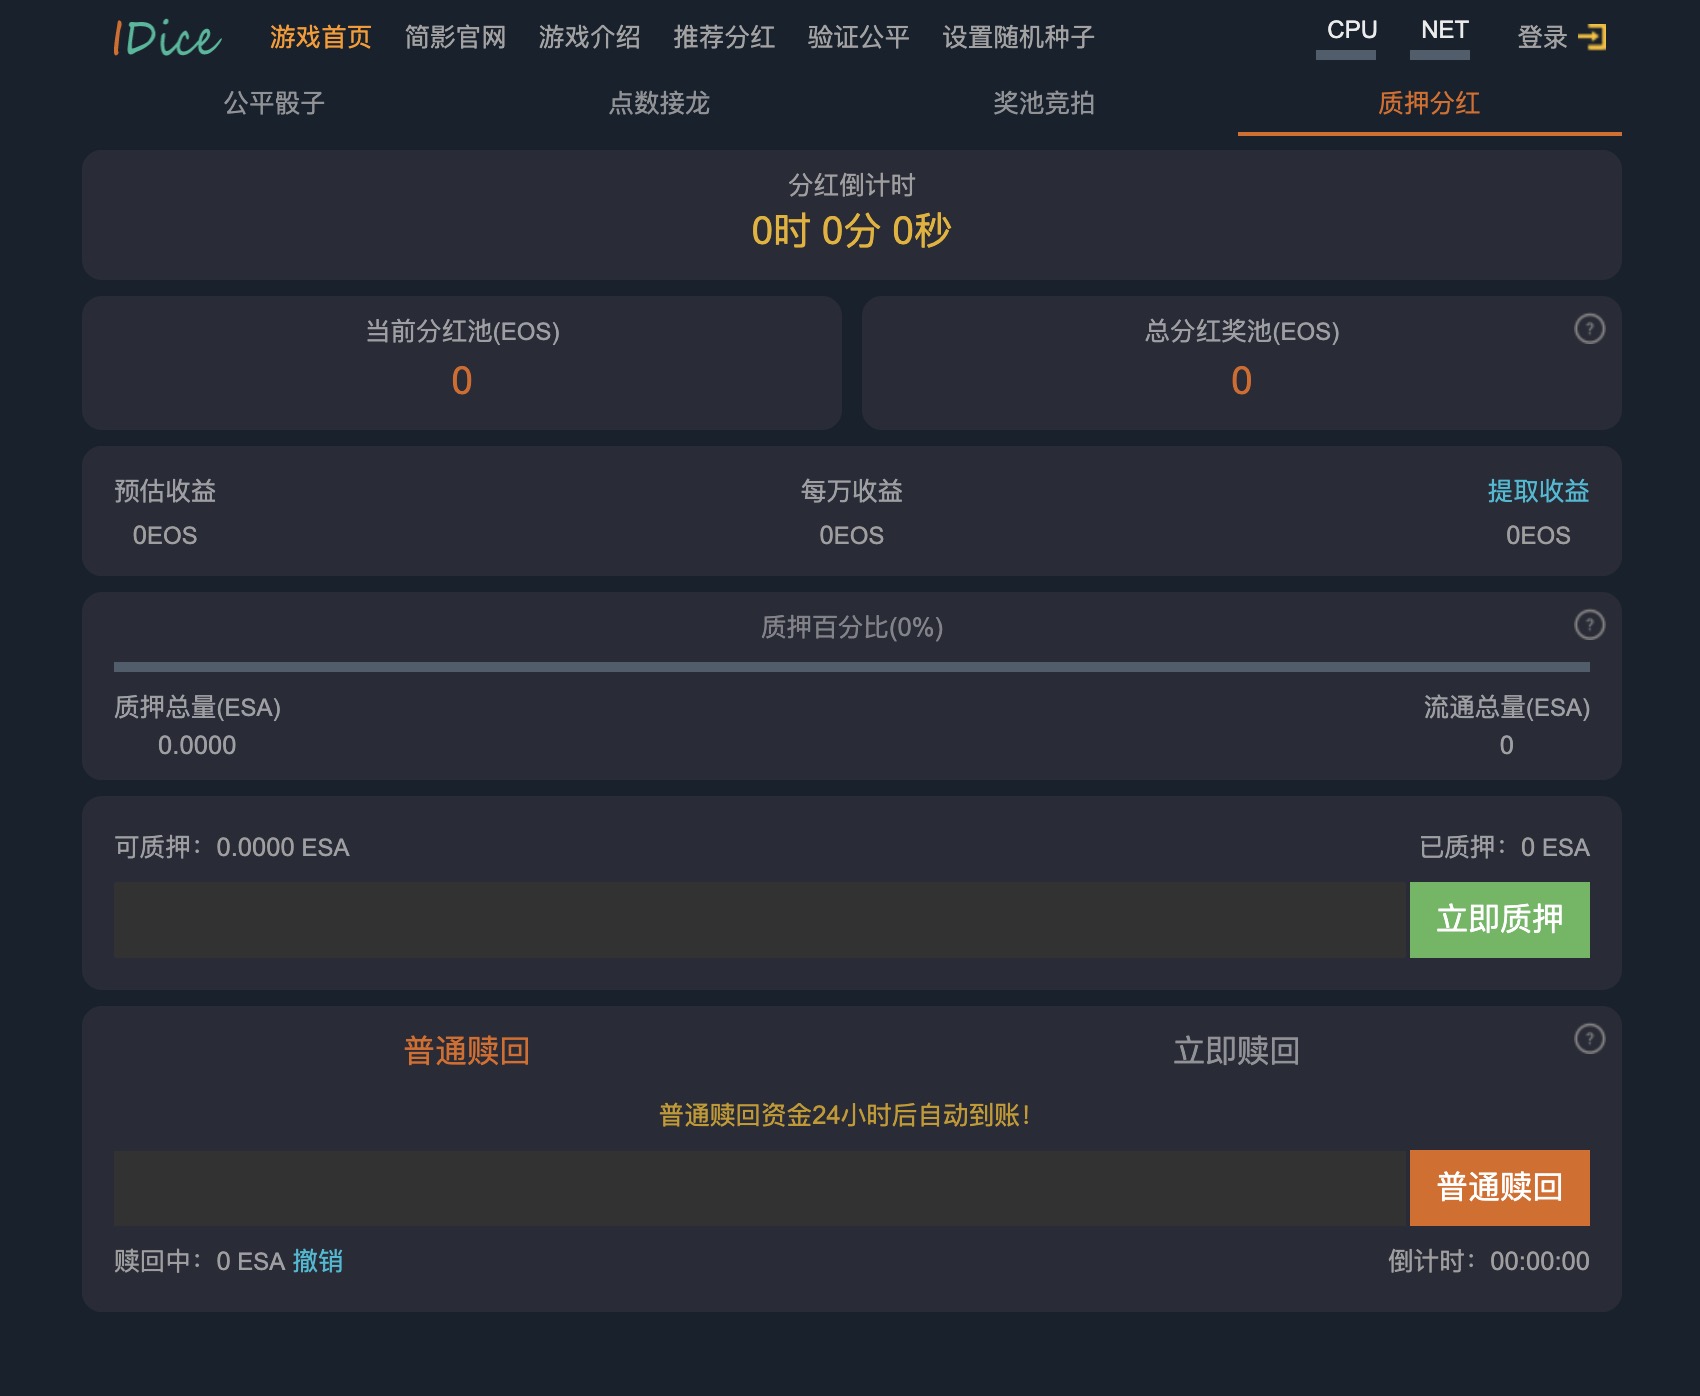 IDice 游戏首页 简影官网 游戏介绍 推荐分红 验证公平 设置随机种子 CPU NET 登录
公平骰子 点数接龙 奖池竞拍 质押分红
分红倒计时
0时 0分 0秒
当前分红池(EOS) 总分红奖池(EOS) ?
0 0
预估收益 每万收益 提取收益
0EOS 0EOS 0EOS
质押百分比(0%) ?
质押总量(ESA) 流通总量(ESA)
0.0000 0
可质押：0.0000 ESA 已质押：0 ESA
立即质押
普通赎回 立即赎回 ?
普通赎回资金24小时后自动到账！
普通赎回
赎回中：0 ESA 撤销 倒计时：00:00:00